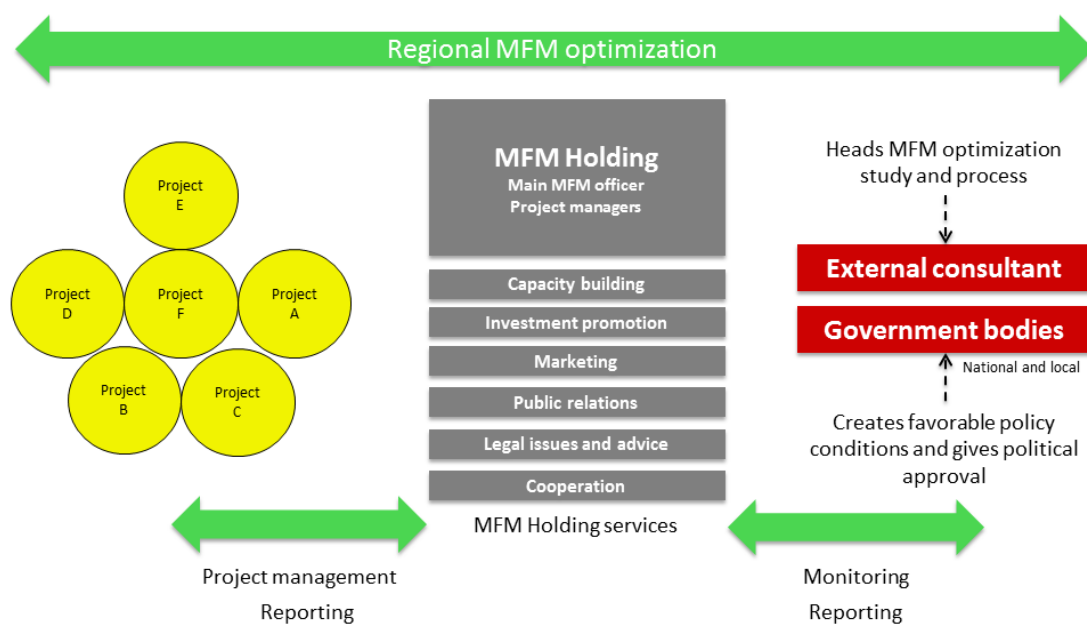 Regional MFM optimization
Project
E
Project
D
Project
F
Project
A
Project
B
Project
C
MFM Holding
Main MFM officer
Project managers
Capacity building
Investment promotion
Marketing
Public relations
Legal issues and advice
Cooperation
MFM Holding services
Heads MFM optimization
study and process
External consultant
Government bodies
National and local
Creates favorable policy
conditions and gives political
approval
Project management
Reporting
Monitoring
Reporting